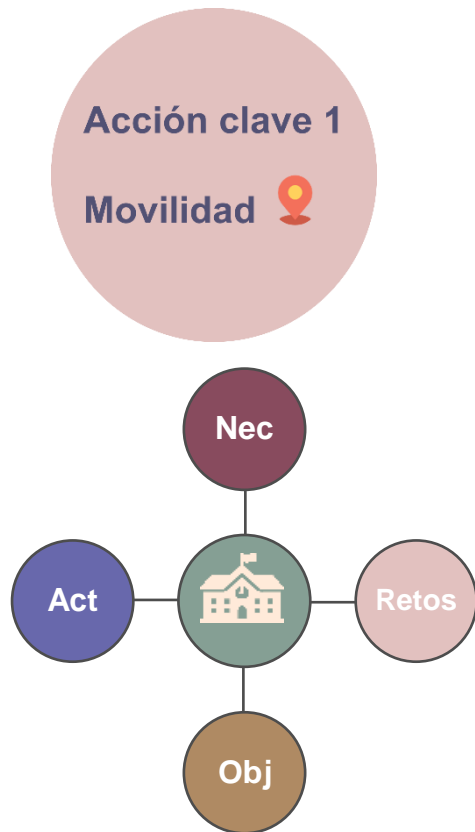 Acción clave 1
Movilidad
Nec
Act
Retos
Obj